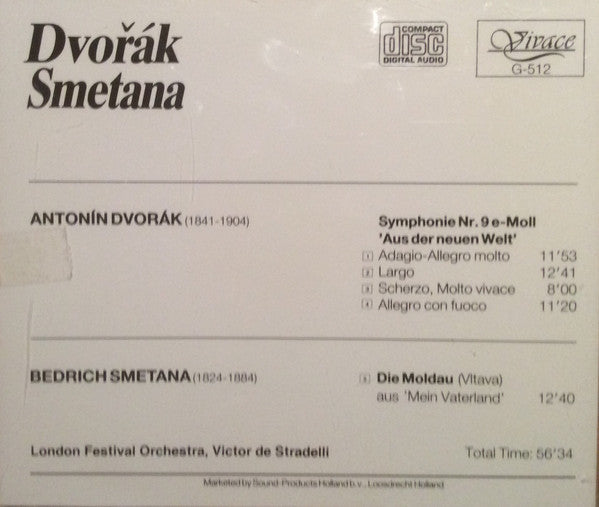 Dvořák
Smetana
COMPACT
disc
DIGITAL AUDIO
Vivace
G-512
ANTONÍN DVORÁK (1841-1904)
Symphonie Nr. 9 e-Moll
'Aus der neuen Welt'
1 Adagio-Allegro molto 11'53
2 Largo 12'41
3 Scherzo, Molto vivace 8'00
4 Allegro con fuoco 11'20
BEDRICH SMETANA (1824-1884)
5 Die Moldau (Vltava)
aus 'Mein Vaterland' 12'40
London Festival Orchestra, Victor de Stradelli
Total Time: 56'34
Marketed by Sound-Products Holland b.v., Loosdrecht Holland